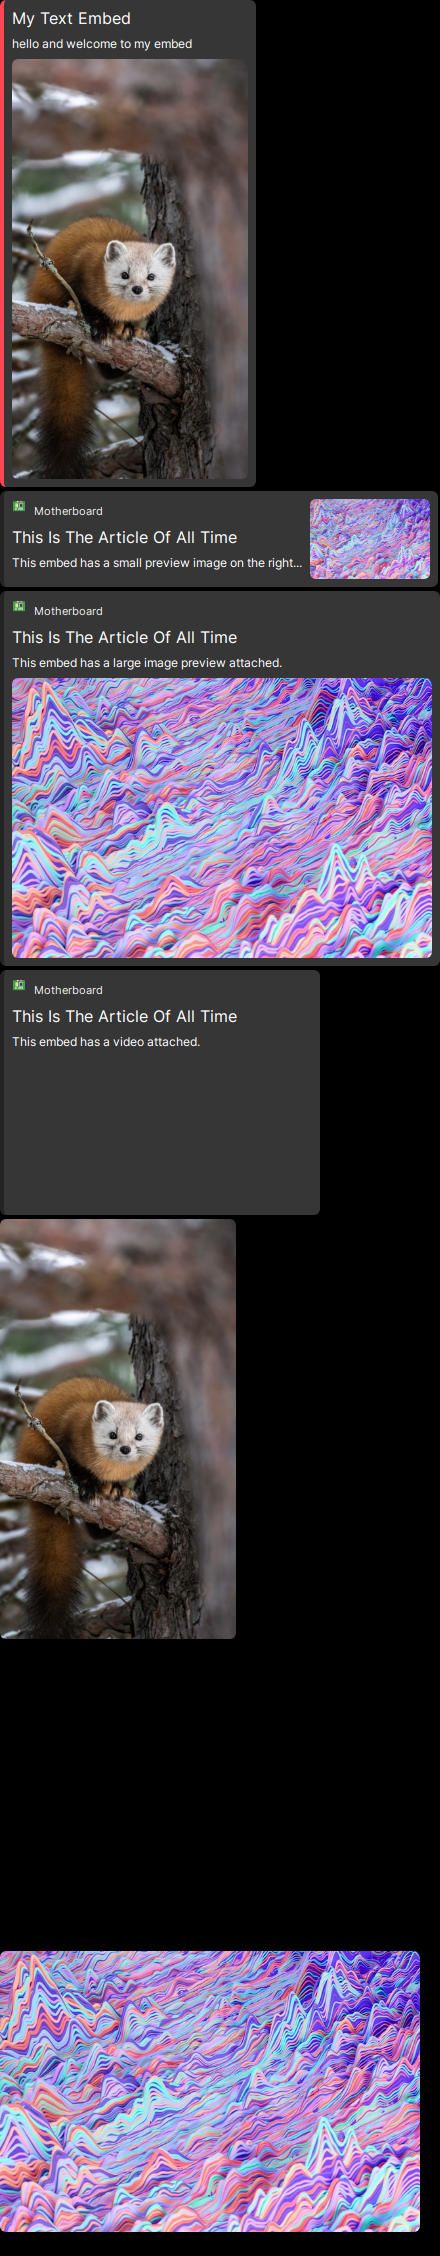 My Text Embed
hello and welcome to my embed
Motherboard
This Is The Article Of All Time
This embed has a small preview image on the right...
Motherboard
This Is The Article Of All Time
This embed has a large image preview attached.
Motherboard
This Is The Article Of All Time
This embed has a video attached.